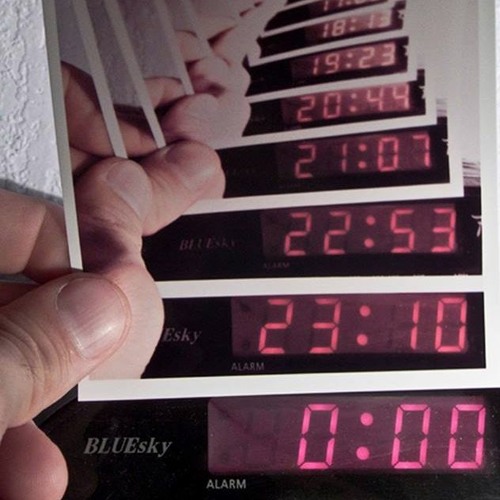 18:13
19:23
20:44
21:07
BLUEsky
22:53
ALARM
Esky
23:10
ALARM
BLUEsky
0:00
ALARM